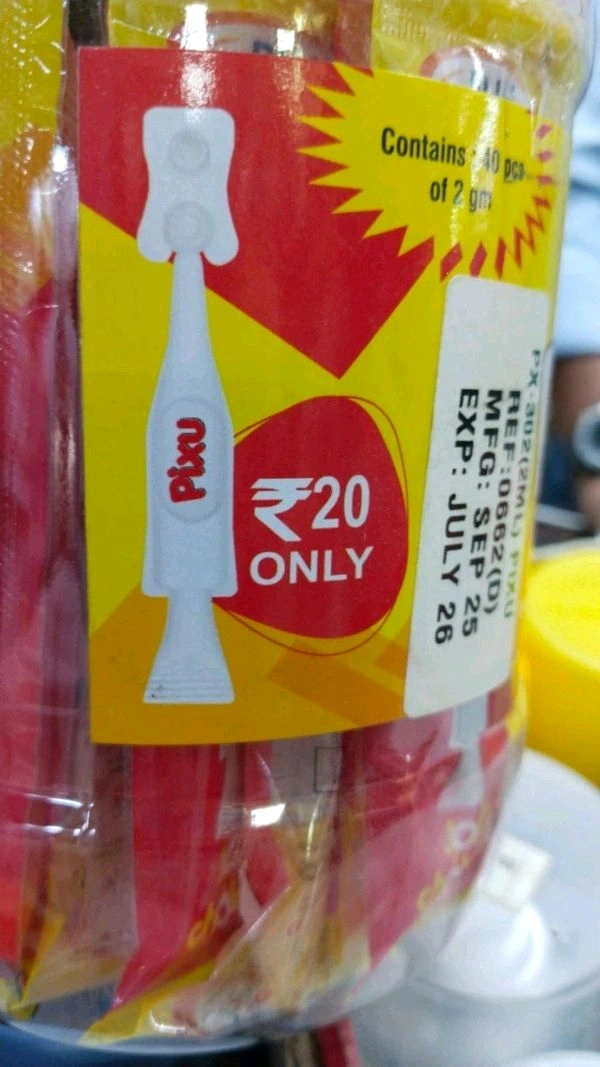 Contains : 40 pcs.
of 2 gm
Pixu
₹20
ONLY
PX-302(2ML) PIXU
REF:0662(D)
MFG: SEP 25
EXP: JULY 26